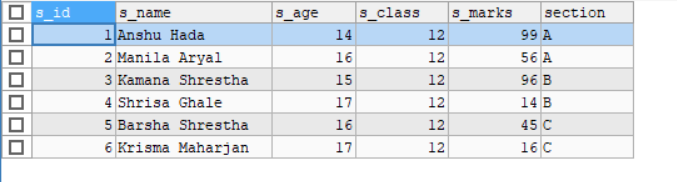 s_id s_name s_age s_class s_marks section
1 Anshu Hada 14 12 99 A
2 Manila Aryal 16 12 56 A
3 Kamana Shrestha 15 12 96 B
4 Shrisa Ghale 17 12 14 B
5 Barsha Shrestha 16 12 45 C
6 Krisma Maharjan 17 12 16 C